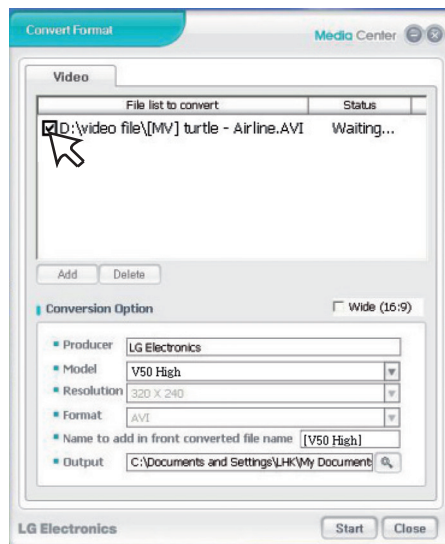 Convert Format
Media Center
Video
File list to convert Status
D:\video file\[MV] turtle - Airline.AVI Waiting...
Add Delete
Conversion Option Wide (16:9)
Producer LG Electronics
Model V50 High
Resolution 320 X 240
Format AVI
Name to add in front converted file name [V50 High]
Output C:\Documents and Settings\LHK\My Document
LG Electronics Start Close